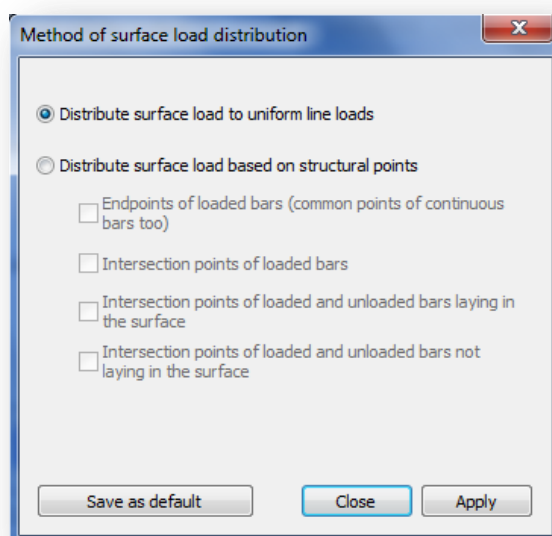 Method of surface load distribution
Distribute surface load to uniform line loads
Distribute surface load based on structural points
Endpoints of loaded bars (common points of continuous
bars too)
Intersection points of loaded bars
Intersection points of loaded and unloaded bars laying in
the surface
Intersection points of loaded and unloaded bars not
laying in the surface
Save as default
Close
Apply